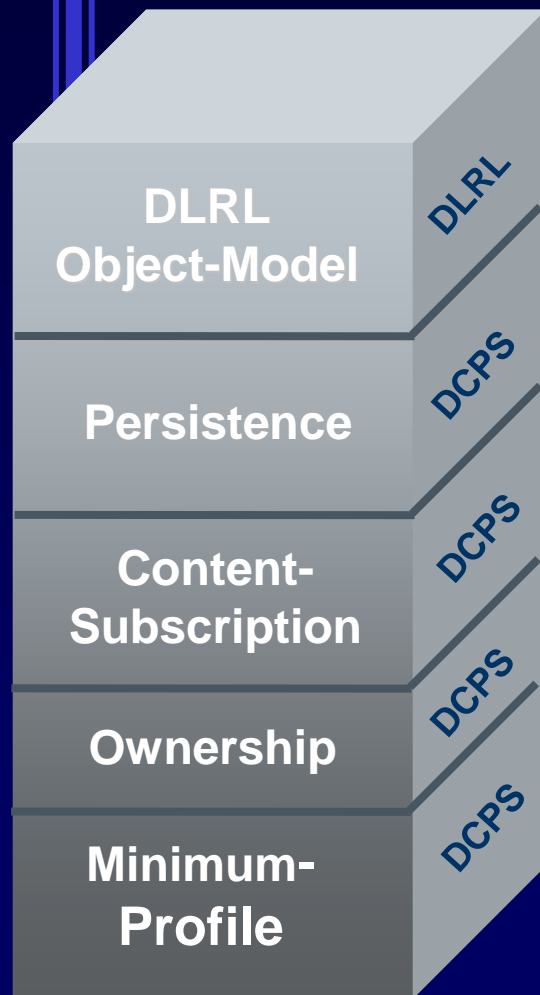 DLRL
Object-Model
DLRL
Persistence
DCPS
Content-
Subscription
DCPS
Ownership
DCPS
Minimum-
Profile
DCPS